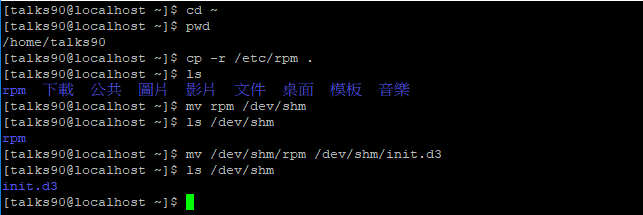 [talks90@localhost ~]$ cd ~
[talks90@localhost ~]$ pwd
/home/talks90
[talks90@localhost ~]$ cp -r /etc/rpm .
[talks90@localhost ~]$ ls
rpm 下載 公共 圖片 影片 文件 桌面 模板 音樂
[talks90@localhost ~]$ mv rpm /dev/shm
[talks90@localhost ~]$ ls /dev/shm
rpm
[talks90@localhost ~]$ mv /dev/shm/rpm /dev/shm/init.d3
[talks90@localhost ~]$ ls /dev/shm
init.d3
[talks90@localhost ~]$